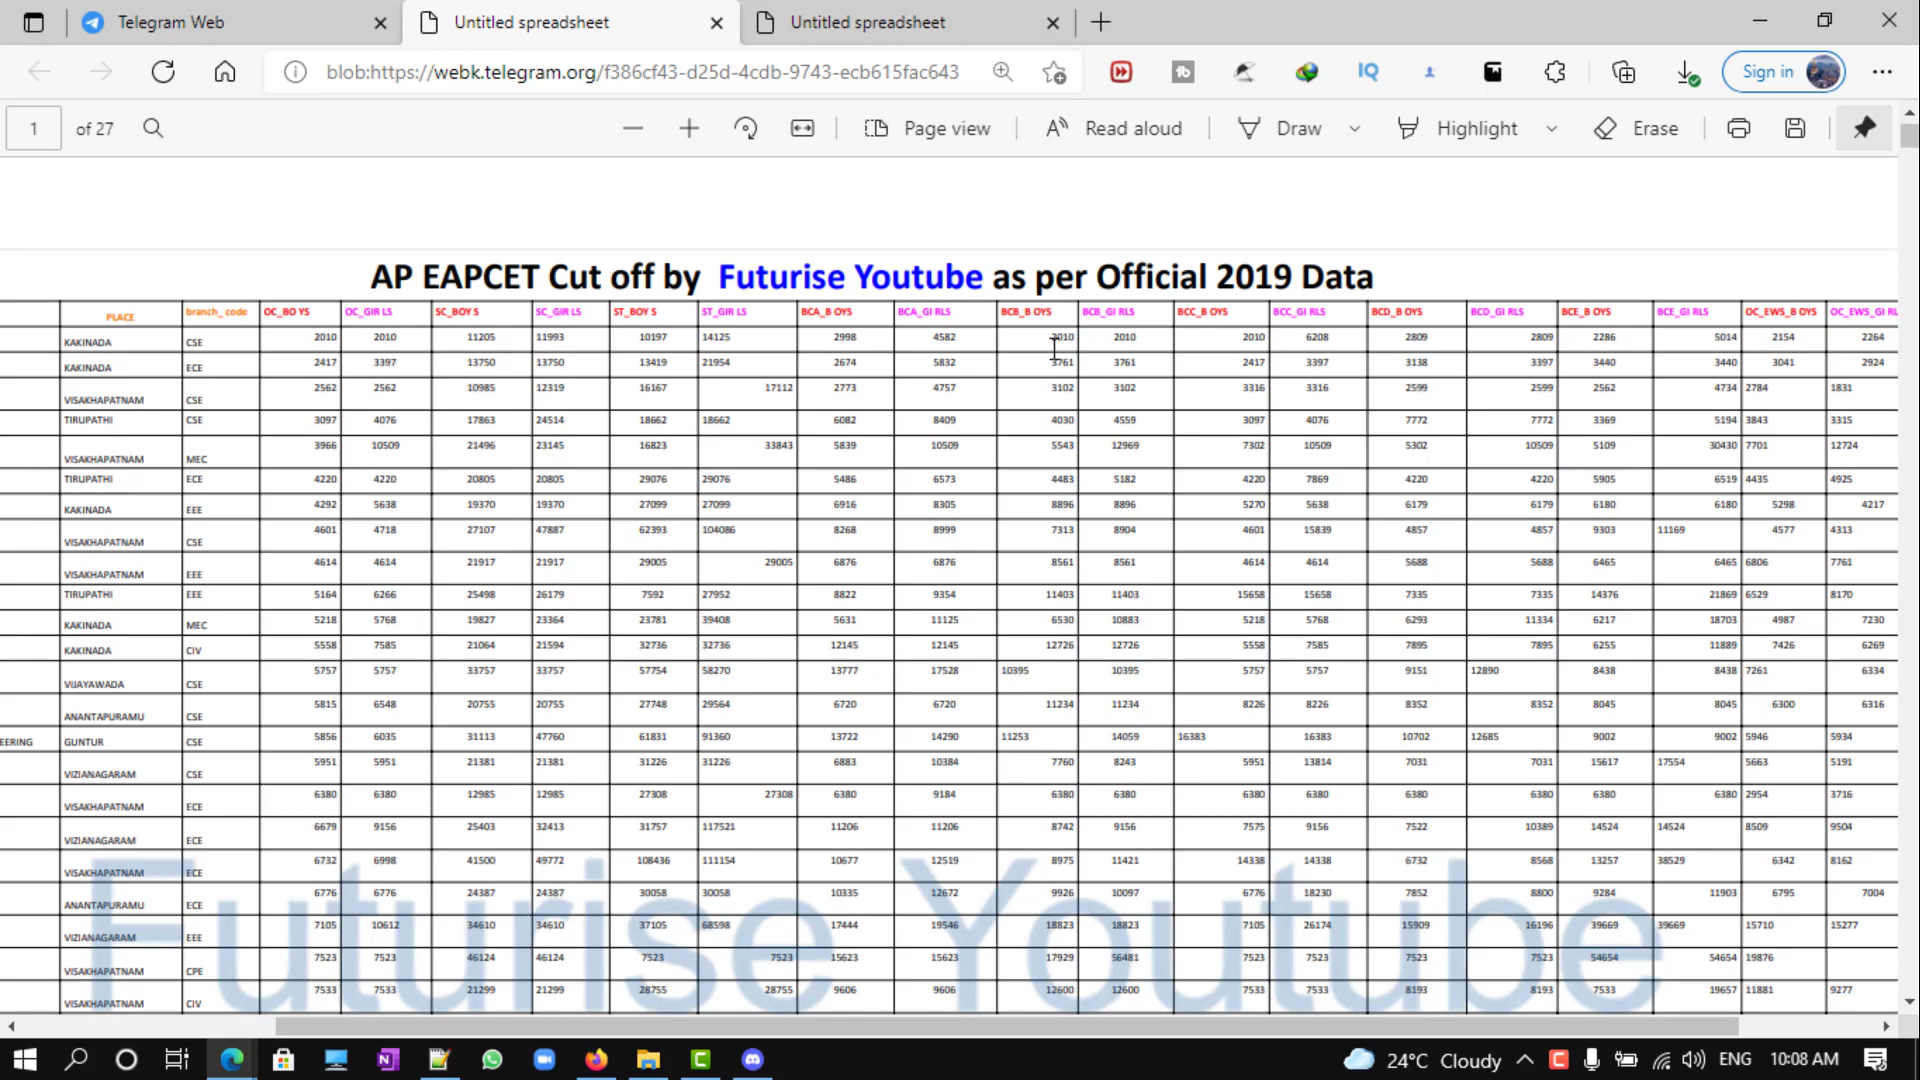 Telegram Web
Untitled spreadsheet
Untitled spreadsheet
blob:https://webk.telegram.org/f386cf43-d25d-4cdb-9743-ecb615fac643
IQ
Sign in
1 of 27
Page view
Read aloud
Draw
Highlight
Erase
AP EAPCET Cut off by Futurise Youtube as per Official 2019 Data
PLACE branch_ code OC_BO YS OC_GIR LS SC_BOY S SC_GIR LS ST_BOY S ST_GIR LS BCA_B OYS BCA_GI RLS BCB_B OYS BCB_GI RLS BCC_B OYS BCC_GI RLS BCD_B OYS BCD_GI RLS BCE_B OYS BCE_GI RLS OC_EWS_B OYS OC_EWS_GI RL
KAKINADA CSE 2010 2010 11205 11993 10197 14125 2998 4582 2010 2010 2010 6208 2809 2809 2286 5014 2154 2264
KAKINADA ECE 2417 3397 13750 13750 13419 21954 2674 5832 3761 3761 2417 3397 3138 3397 3440 3440 3041 2924
VISAKHAPATNAM CSE 2562 2562 10985 12319 16167 17112 2773 4757 3102 3102 3316 3316 2599 2599 2562 4734 2784 1831
TIRUPATHI CSE 3097 4076 17863 24514 18662 18662 6082 8409 4030 4559 3097 4076 7772 7772 3369 5194 3843 3315
VISAKHAPATNAM MEC 3966 10509 21496 23145 16823 33843 5839 10509 5543 12969 7302 10509 5302 10509 5109 30430 7701 12724
TIRUPATHI ECE 4220 4220 20805 20805 29076 29076 5486 6573 4483 5182 4220 7869 4220 4220 5905 6519 4435 4925
KAKINADA EEE 4292 5638 19370 19370 27099 27099 6916 8305 8896 8896 5270 5638 6179 6179 6180 6180 5298 4217
VISAKHAPATNAM CSE 4601 4718 27107 47887 62393 104086 8268 8999 7313 8904 4601 15839 4857 4857 9303 11169 4577 4313
VISAKHAPATNAM EEE 4614 4614 21917 21917 29005 29005 6876 6876 8561 8561 4614 4614 5688 5688 6465 6465 6806 7761
TIRUPATHI EEE 5164 6266 25498 26179 7592 27952 8822 9354 11403 11403 15658 15658 7335 7335 14376 21869 6529 8170
KAKINADA MEC 5218 5768 19827 23364 23781 39408 5631 11125 6530 10883 5218 5768 6293 11334 6217 18703 4987 7230
KAKINADA CIV 5558 7585 21064 21594 32736 32736 12145 12145 12726 12726 5558 7585 7895 7895 6255 11889 7426 6269
VIJAYAWADA CSE 5757 5757 33757 33757 57754 58270 13777 17528 10395 10395 5757 5757 9151 12890 8438 8438 7261 6334
ANANTAPURAMU CSE 5815 6548 20755 20755 27748 29564 6720 6720 11234 11234 8226 8226 8352 8352 8045 8045 6300 6316
EERING GUNTUR CSE 5856 6035 31113 47760 61831 91360 13722 14290 11253 14059 16383 16383 10702 12685 9002 9002 5946 5934
VIZIANAGARAM CSE 5951 5951 21381 21381 31226 31226 6883 10384 7760 8243 5951 13814 7031 7031 15617 17554 5663 5191
VISAKHAPATNAM ECE 6380 6380 12985 12985 27308 27308 6380 9184 6380 6380 6380 6380 6380 6380 6380 6380 2954 3716
VIZIANAGARAM ECE 6679 9156 25403 32413 31757 117521 11206 11206 8742 9156 7575 9156 7522 10389 14524 14524 8509 9504
VISAKHAPATNAM ECE 6732 6998 41500 49772 108436 111154 10677 12519 8975 11421 14338 14338 6732 8568 13257 38529 6342 8162
ANANTAPURAMU ECE 6776 6776 24387 24387 30058 30058 10335 12672 9926 10097 6776 18230 7852 8800 9284 11903 6795 7004
VIZIANAGARAM EEE 7105 10612 34610 34610 37105 68598 17444 19546 18823 18823 7105 26174 15909 16196 39669 39669 15710 15277
VISAKHAPATNAM CPE 7523 7523 46124 46124 7523 7523 15623 15623 17929 56481 7523 7523 7523 7523 54654 54654 19876
VISAKHAPATNAM CIV 7533 7533 21299 21299 28755 28755 9606 9606 12600 12600 7533 7533 8193 8193 7533 19657 11881 9277
Futurise Youtube
24°C Cloudy
ENG
10:08 AM